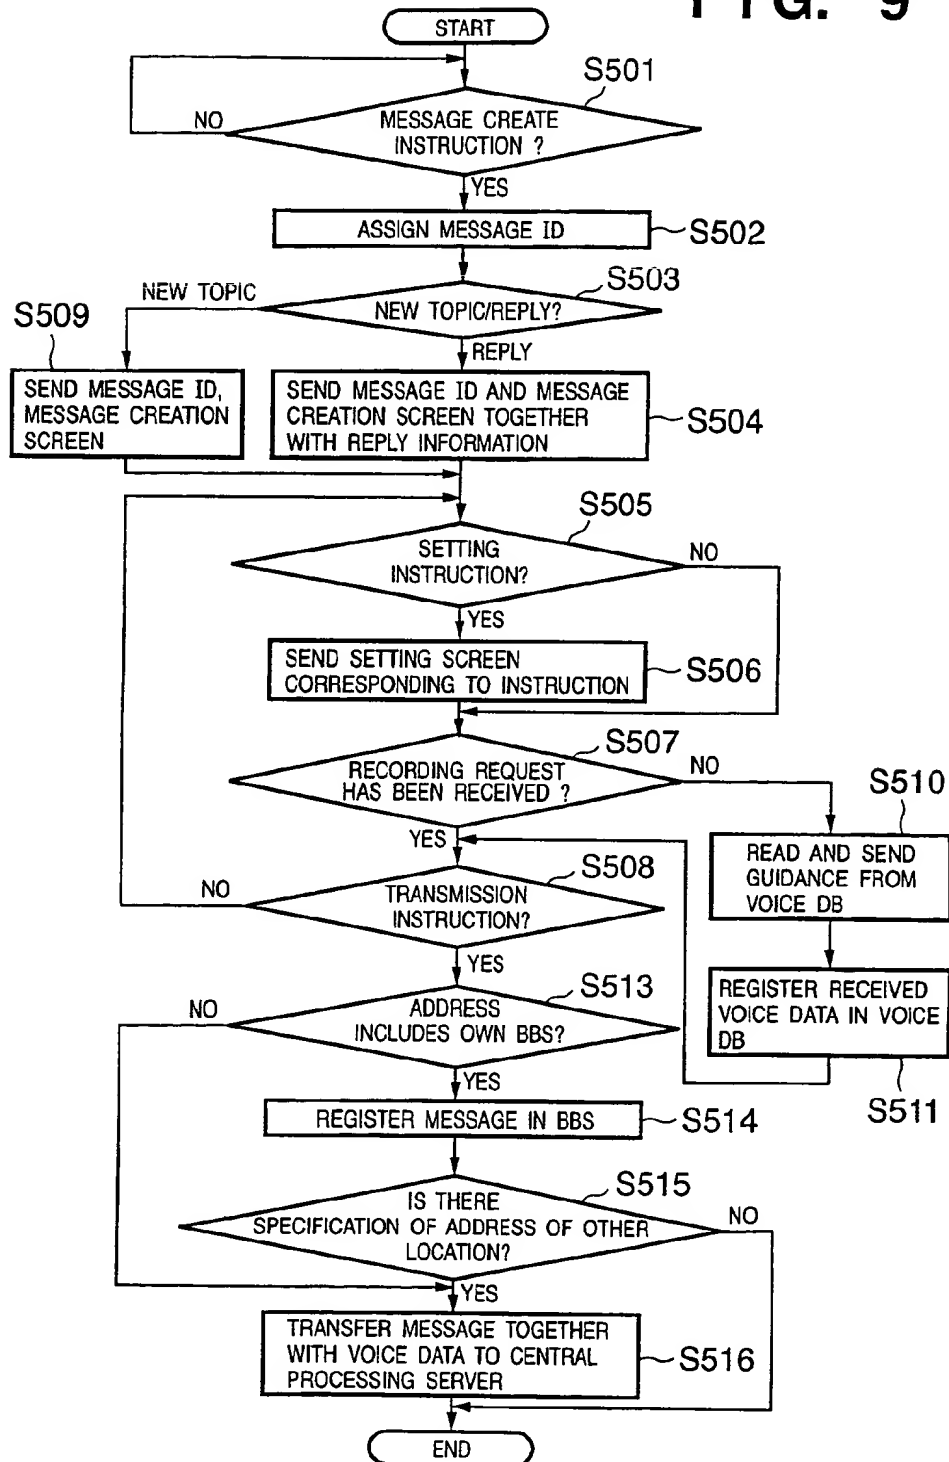 FIG. 9
START
S501
NO
MESSAGE CREATE
INSTRUCTION ?
YES
ASSIGN MESSAGE ID
S502
S503
NEW TOPIC
NEW TOPIC/REPLY?
S509
REPLY
SEND MESSAGE ID,
MESSAGE CREATION
SCREEN
SEND MESSAGE ID AND MESSAGE
CREATION SCREEN TOGETHER
WITH REPLY INFORMATION
S504
S505
SETTING
INSTRUCTION?
NO
YES
SEND SETTING SCREEN
CORRESPONDING TO INSTRUCTION
S506
S507
RECORDING REQUEST
HAS BEEN RECEIVED ?
NO
S510
YES
READ AND SEND
GUIDANCE FROM
VOICE DB
S508
NO
TRANSMISSION
INSTRUCTION?
YES
REGISTER RECEIVED
VOICE DATA IN VOICE
DB
S511
S513
NO
ADDRESS
INCLUDES OWN BBS?
YES
REGISTER MESSAGE IN BBS
S514
S515
IS THERE
SPECIFICATION OF ADDRESS OF OTHER
LOCATION?
NO
YES
TRANSFER MESSAGE TOGETHER
WITH VOICE DATA TO CENTRAL
PROCESSING SERVER
S516
END